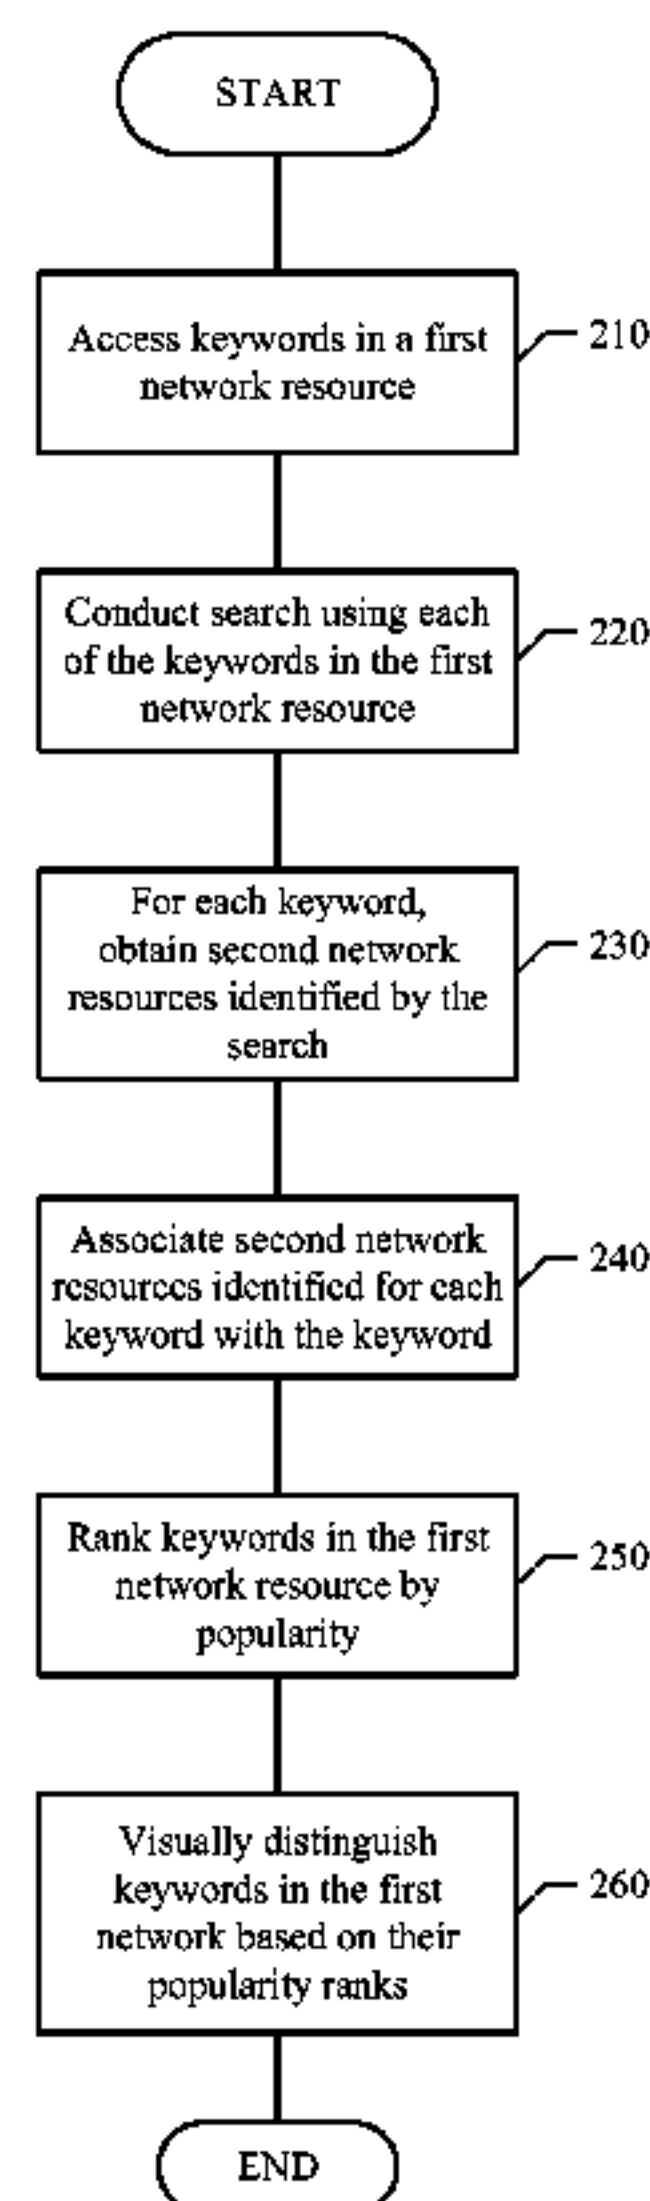 START
Access keywords in a first
network resource
210
Conduct search using each
of the keywords in the first
network resource
220
For each keyword,
obtain second network
resources identified by the
search
230
Associate second network
resources identified for each
keyword with the keyword
240
Rank keywords in the first
network resource by
popularity
250
Visually distinguish
keywords in the first
network based on their
popularity ranks
260
END